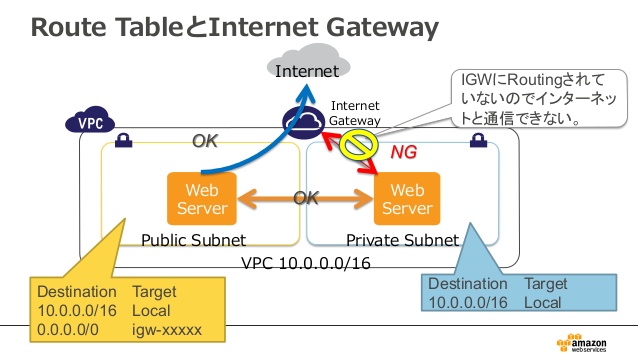 Route TableとInternet Gateway
Internet
IGWにRoutingされて
いないのでインターネッ
トと通信できない。
Internet
Gateway
VPC
OK
NG
Web
Server
OK
Web
Server
Public Subnet
Private Subnet
VPC 10.0.0.0/16
Destination Target
10.0.0.0/16 Local
0.0.0.0/0 igw-xxxxx
Destination Target
10.0.0.0/16 Local
amazon
webservices